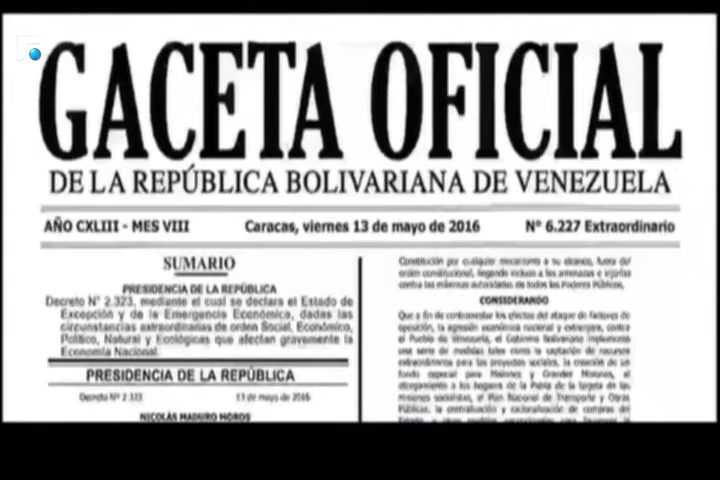 GACETA OFICIAL
DE LA REPÚBLICA BOLIVARIANA DE VENEZUELA
AÑO CXLIII - MES VIII Caracas, viernes 13 de mayo de 2016 N° 6.227 Extraordinario
SUMARIO
PRESIDENCIA DE LA REPÚBLICA
Decreto N° 2.323, mediante el cual se declara el Estado de
Excepción y de la Emergencia Económica, dadas las
circunstancias extraordinarias de orden Social, Económico,
Político, Natural y Ecológicas que afectan gravemente la
Economía Nacional.
PRESIDENCIA DE LA REPÚBLICA
Decreto N° 2.323 13 de mayo de 2016
NICOLÁS MADURO MOROS
Constitución por cualquier mecanismo a su alcance, fuera del
orden constitucional, llegando incluso a las amenazas e injurias
contra las máximas autoridades de todos los Poderes Públicos,
CONSIDERANDO
Que a fin de contrarrestar los efectos del ataque de factores de
oposición, la agresión económica nacional y extranjera, contra
el Pueblo de Venezuela, el Gobierno Bolivariano implementó
una serie de medidas tales como la captación de recursos
extraordinarios para los proyectos sociales, la creación de un
fondo especial para Misiones y Grandes Misiones, el
otorgamiento a los hogares de la Patria de la tarjeta de las
misiones socialistas, el Plan Nacional de Transporte y Obras
Públicas, la centralización y racionalización de compras del